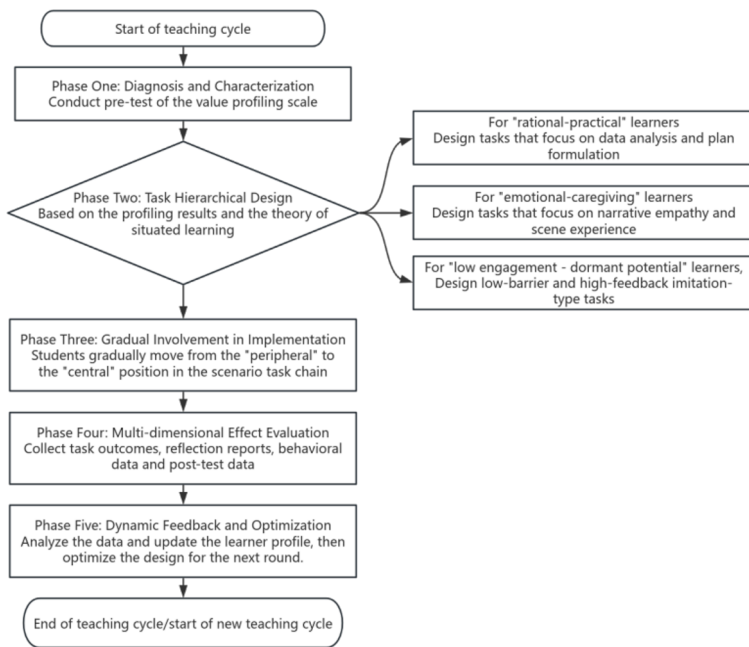 Start of teaching cycle
Phase One: Diagnosis and Characterization
Conduct pre-test of the value profiling scale
Phase Two: Task Hierarchical Design
Based on the profiling results and the theory of
situated learning
For "rational-practical" learners
Design tasks that focus on data analysis and plan
formulation
For "emotional-caregiving" learners
Design tasks that focus on narrative empathy and
scene experience
For "low engagement - dormant potential" learners,
Design low-barrier and high-feedback imitation-
type tasks
Phase Three: Gradual Involvement in Implementation
Students gradually move from the "peripheral" to
the "central" position in the scenario task chain
Phase Four: Multi-dimensional Effect Evaluation
Collect task outcomes, reflection reports, behavioral
data and post-test data
Phase Five: Dynamic Feedback and Optimization
Analyze the data and update the learner profile, then
optimize the design for the next round.
End of teaching cycle/start of new teaching cycle